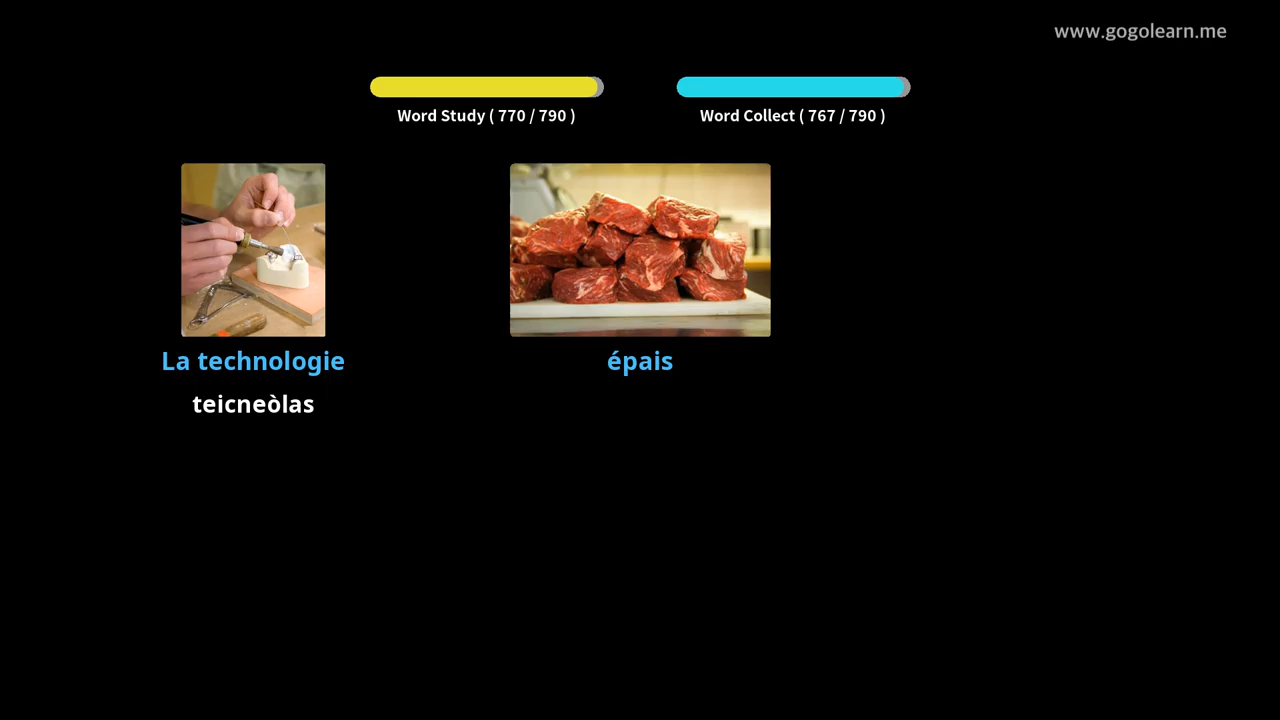 www.gogolearn.me
Word Study ( 770 / 790 )
Word Collect ( 767 / 790 )
La technologie
épais
teicneòlas